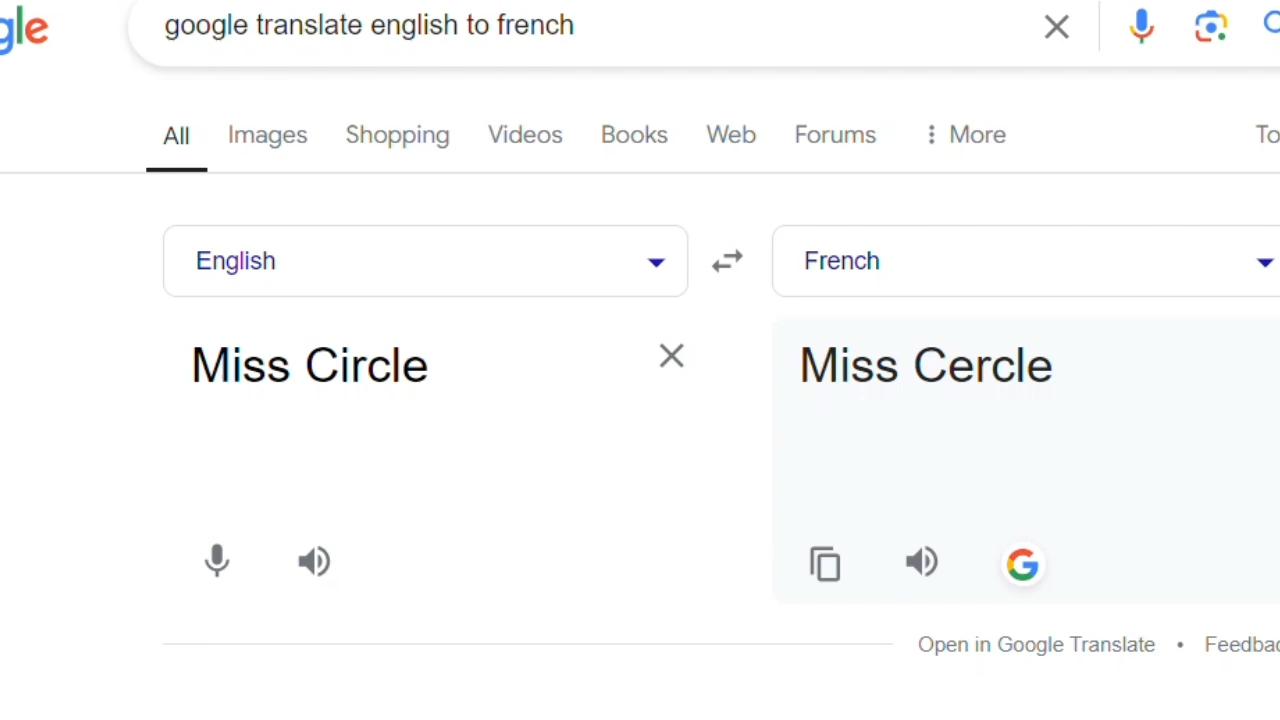 gle
google translate english to french
All Images Shopping Videos Books Web Forums More To
English French
Miss Circle Miss Cercle
Open in Google Translate • Feedbac